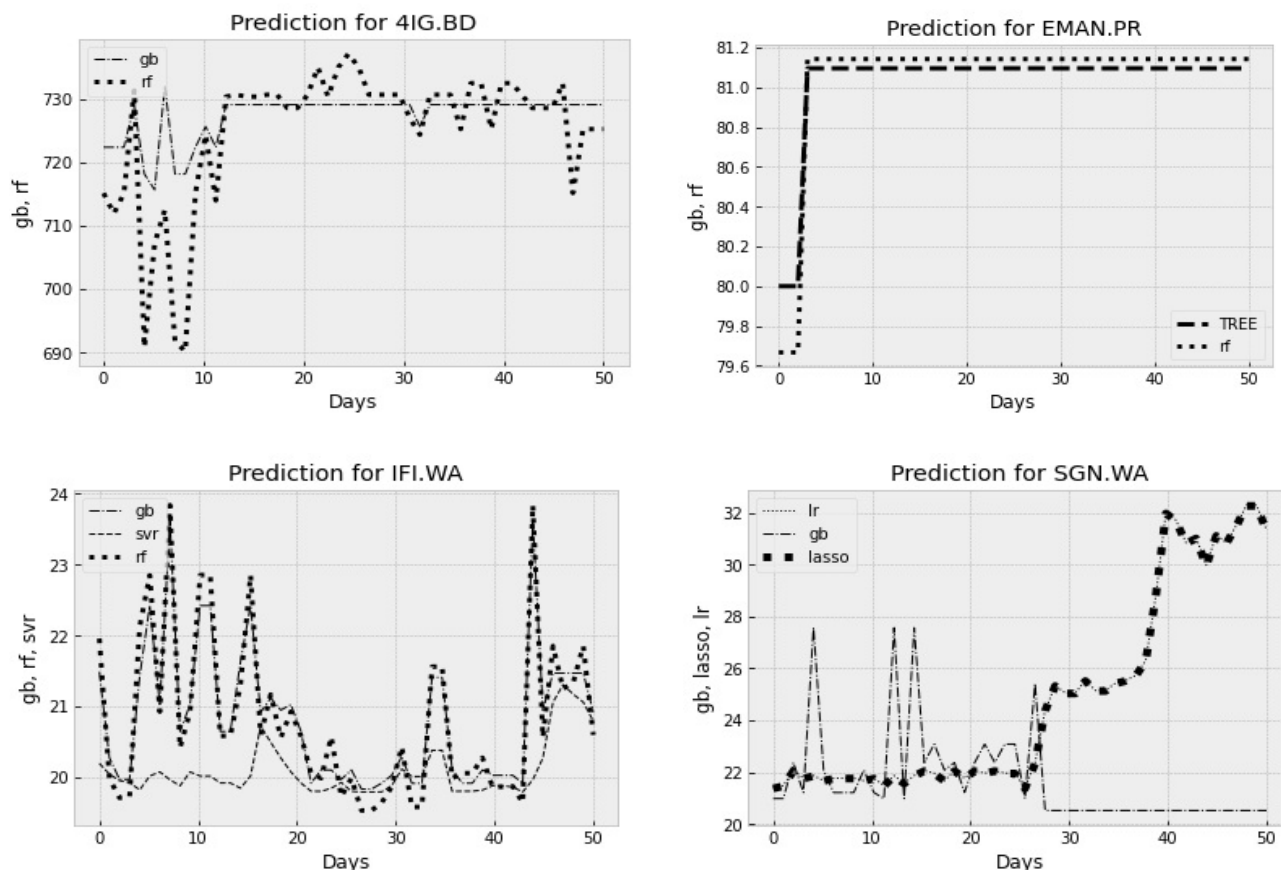 Prediction for 4IG.BD
gb
rf
730
720
710
700
690
gb, rf
0 10 20 30 40 50
Days
Prediction for EMAN.PR
81.2
81.0
80.8
80.6
80.4
80.2
80.0
79.8
79.6
gb, rf
TREE
rf
0 10 20 30 40 50
Days
Prediction for IFI.WA
gb
svr
rf
24
23
22
21
20
gb, rf, svr
0 10 20 30 40 50
Days
Prediction for SGN.WA
lr
gb
lasso
32
30
28
26
24
22
20
gb, lasso, lr
0 10 20 30 40 50
Days